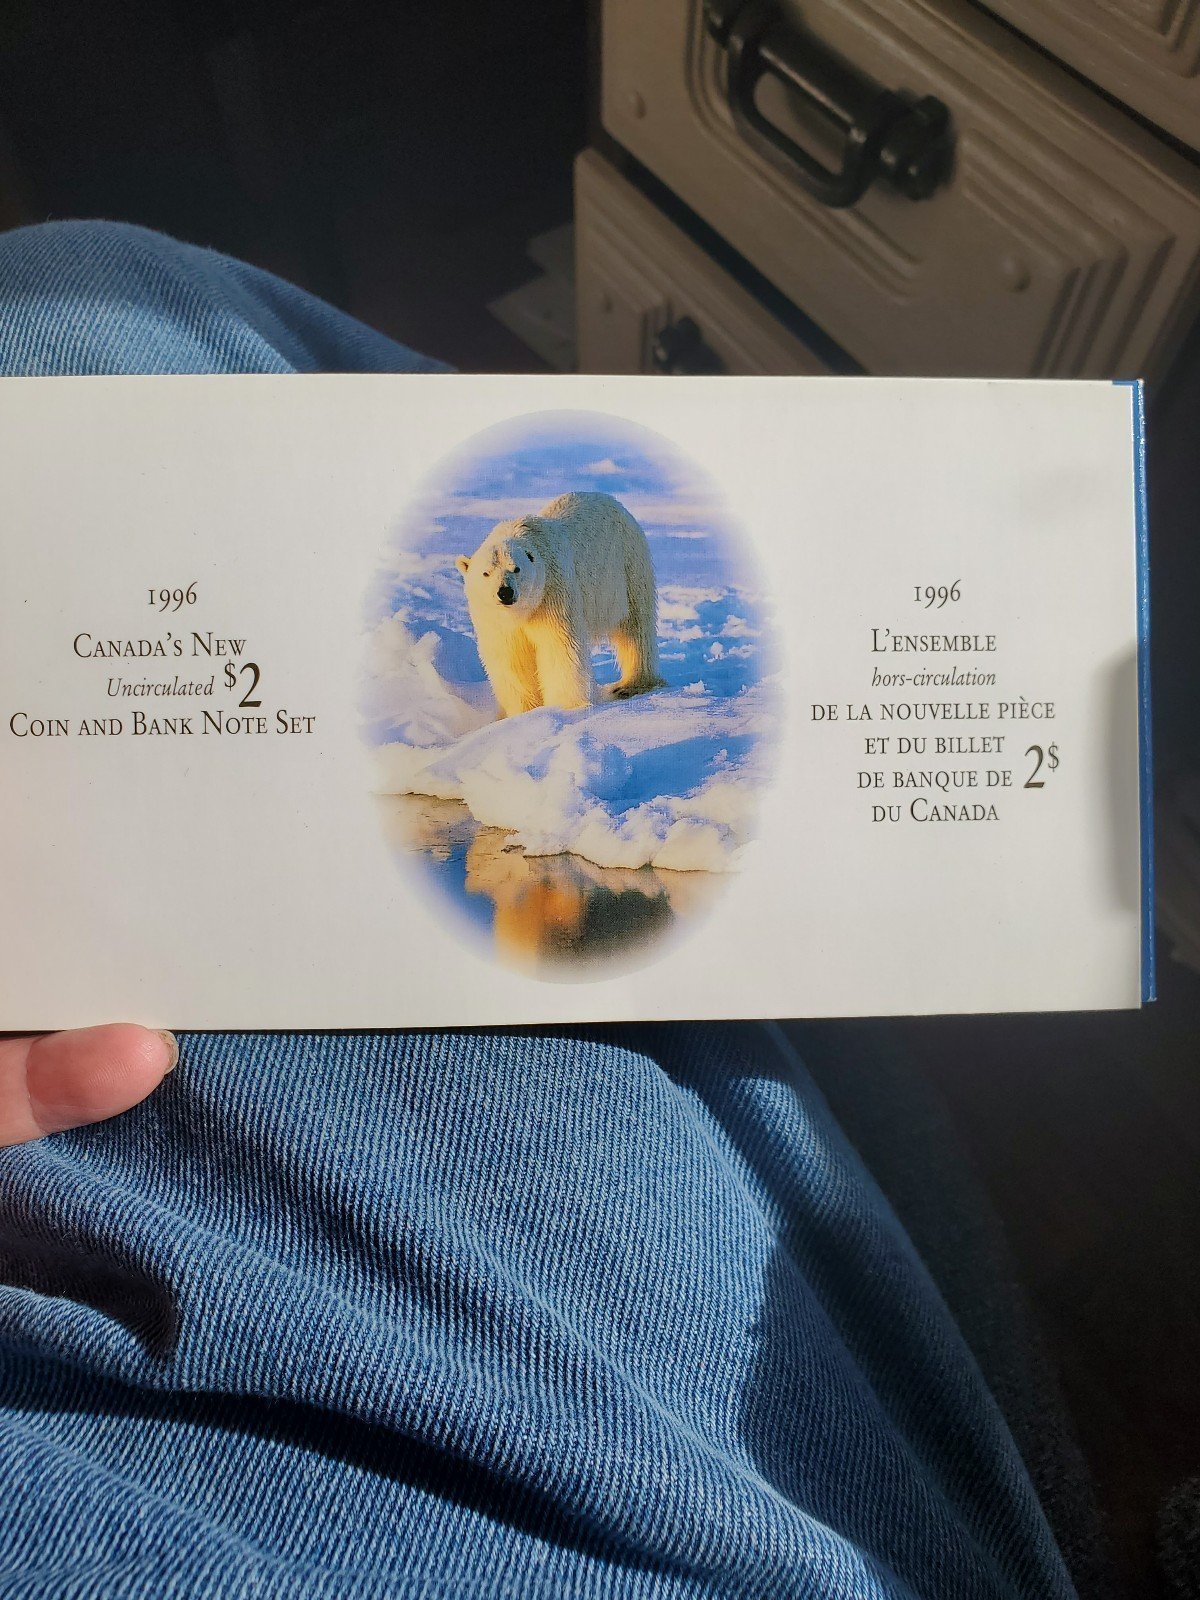 1996
CANADA'S NEW
Uncirculated $2
COIN AND BANK NOTE SET
1996
L'ENSEMBLE
hors-circulation
DE LA NOUVELLE PIÈCE
ET DU BILLET
DE BANQUE DE 2$
DU CANADA